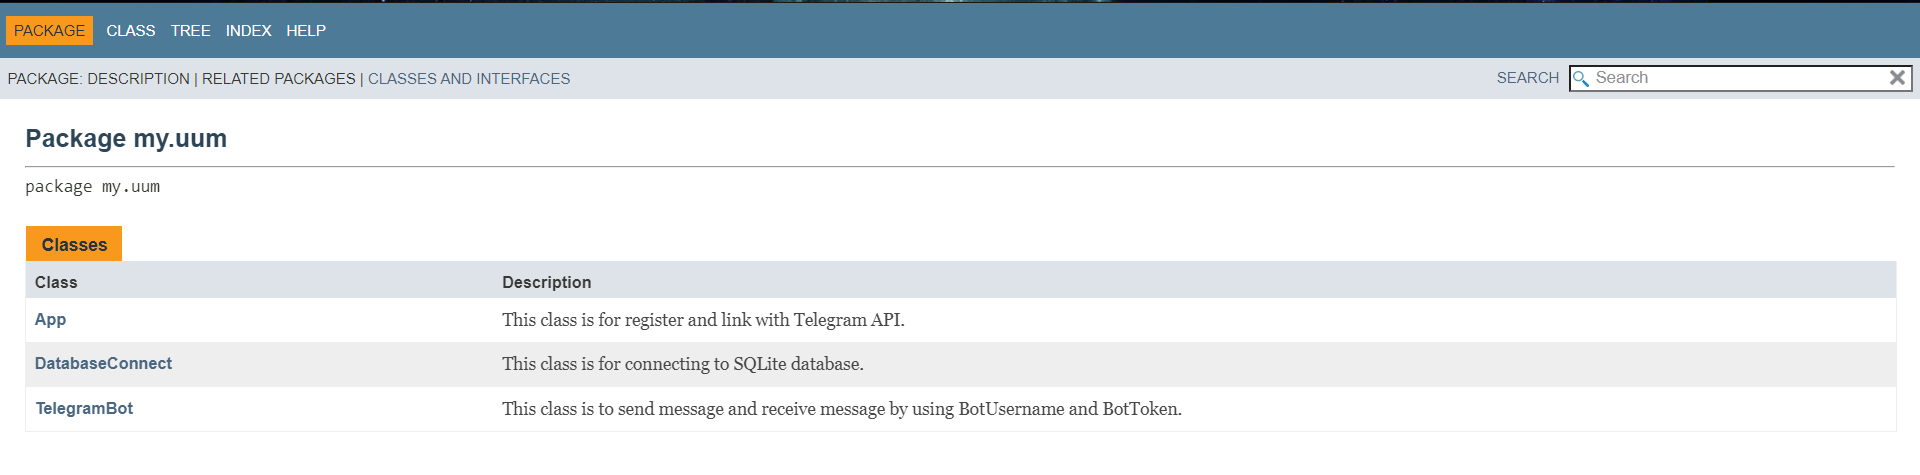 PACKAGE CLASS TREE INDEX HELP
PACKAGE: DESCRIPTION | RELATED PACKAGES | CLASSES AND INTERFACES SEARCH Search
Package my.uum
package my.uum
Classes
Class Description
App This class is for register and link with Telegram API.
DatabaseConnect This class is for connecting to SQLite database.
TelegramBot This class is to send message and receive message by using BotUsername and BotToken.